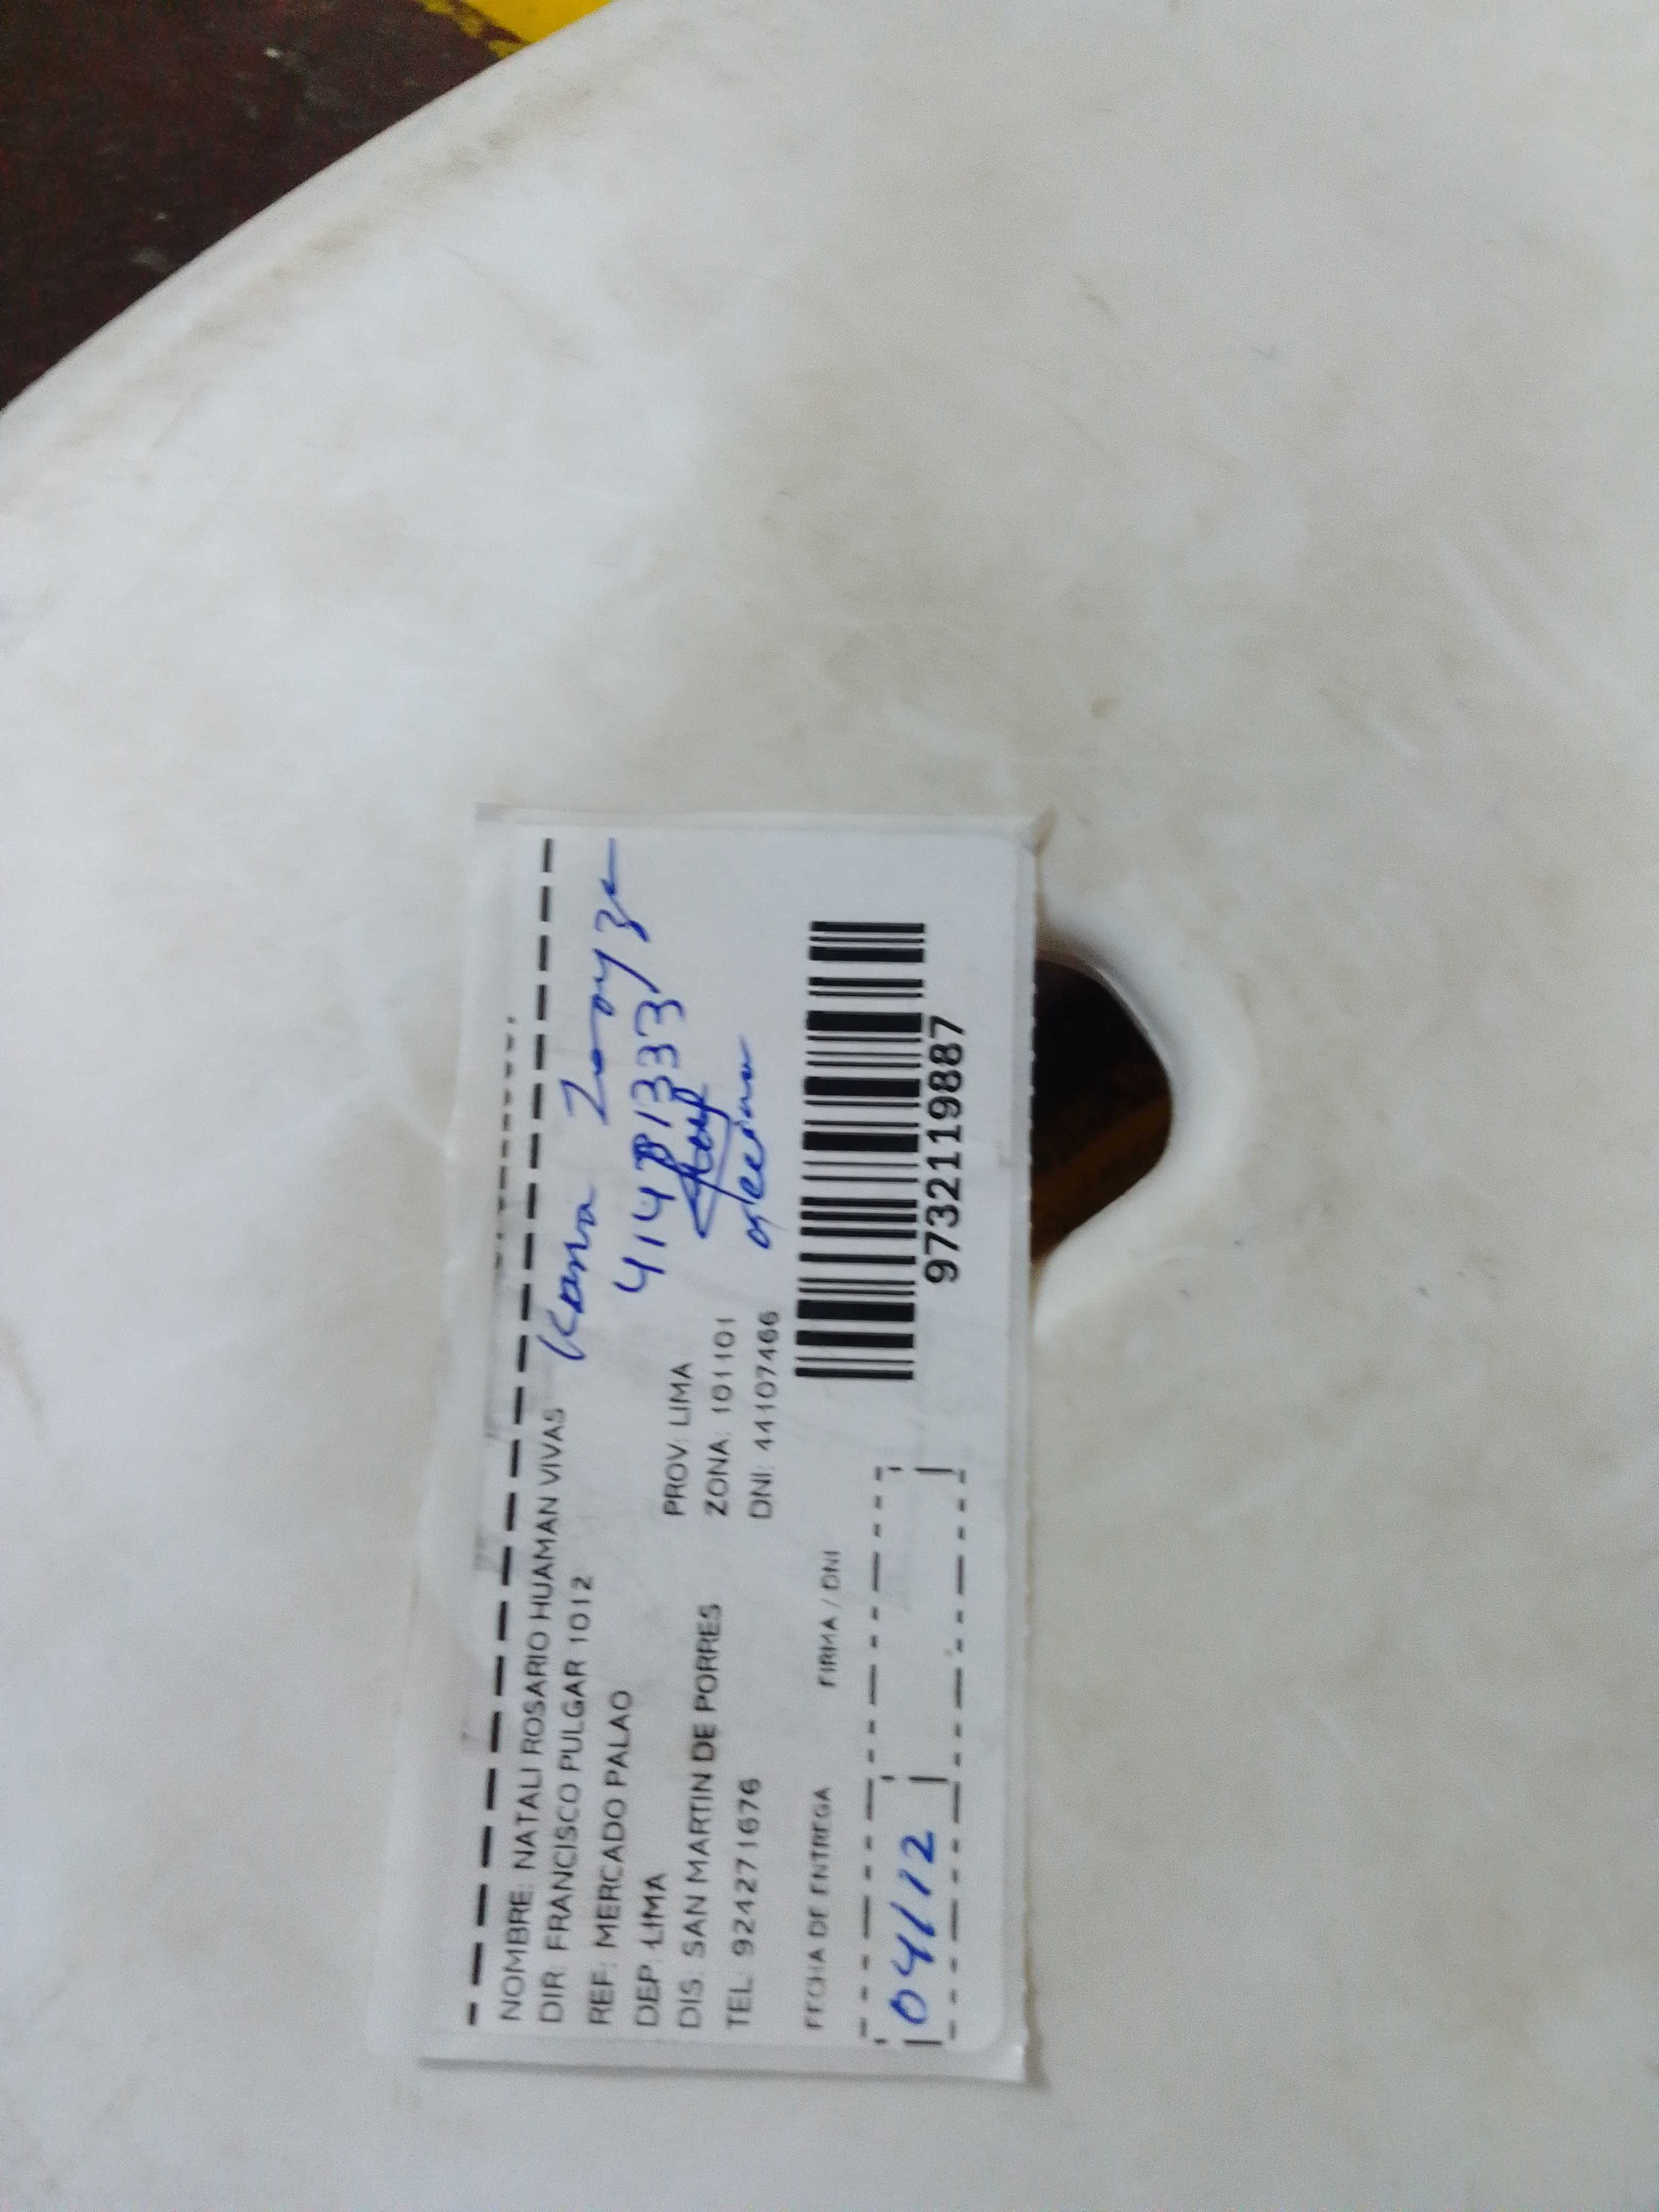 NOMBRE: NATALI ROSARIO HUAMAN VIVAS
DIR: FRANCISCO PULGAR 1012
REF: MERCADO PALAO
DEP: LIMA PROV: LIMA
DIS: SAN MARTIN DE PORRES ZONA: 101101
TEL: 924271676 DNI: 44107466
FECHA DE ENTREGA FIRMA / DNI
04/12
9732119887